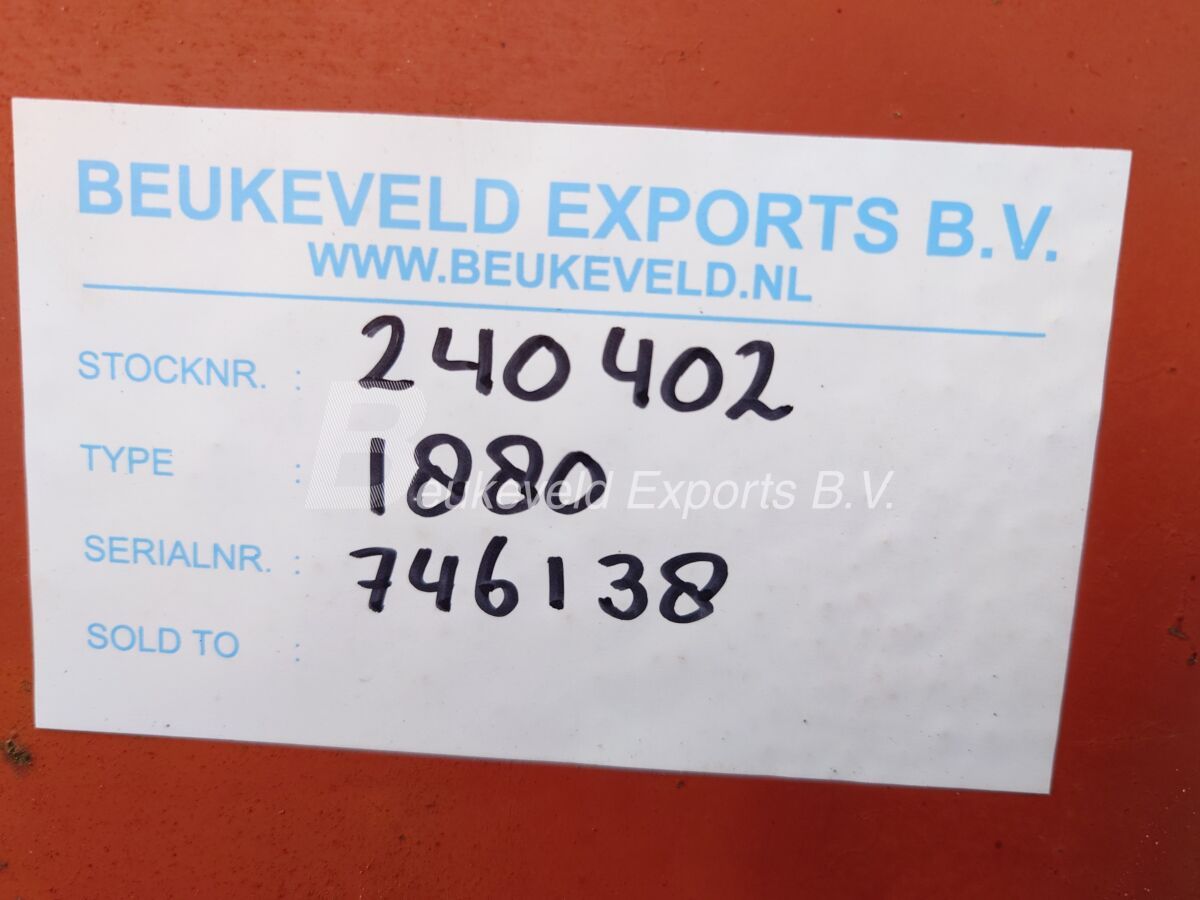 BEUKEVELD EXPORTS B.V.
WWW.BEUKEVELD.NL
STOCKNR. : 240402
TYPE : 1880
Beukeveld Exports B.V.
SERIALNR. : 746138
SOLD TO :